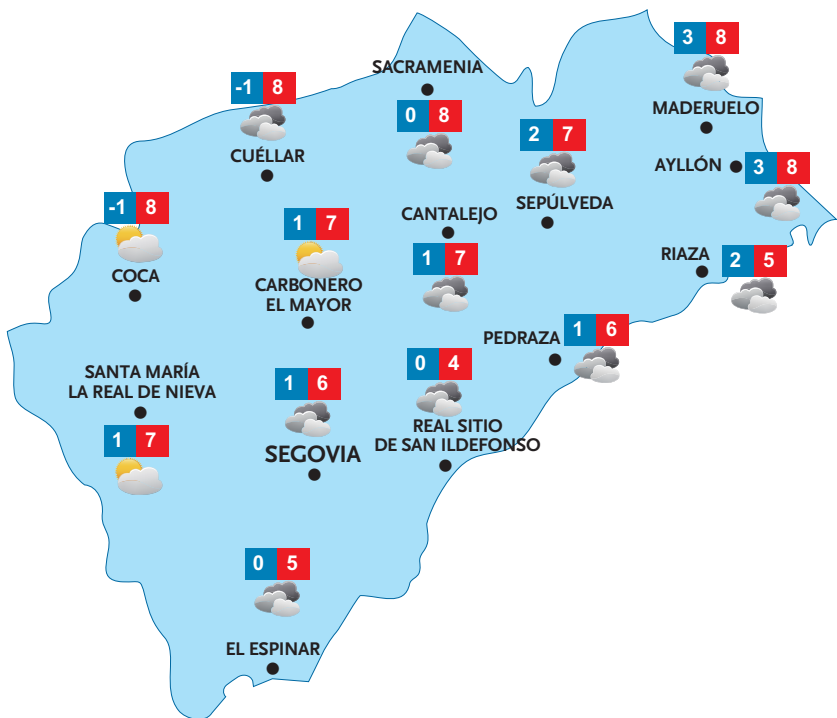 3 8
MADERUELO
SACRAMENIA
0 8
-1 8
CUÉLLAR
2 7
SEPÚLVEDA
AYLLÓN
3 8
-1 8
COCA
1 7
CARBONERO
EL MAYOR
CANTALEJO
1 7
RIAZA
2 5
PEDRAZA
1 6
SANTA MARÍA
LA REAL DE NIEVA
1 7
1 6
SEGOVIA
0 4
REAL SITIO
DE SAN ILDEFONSO
0 5
EL ESPINAR